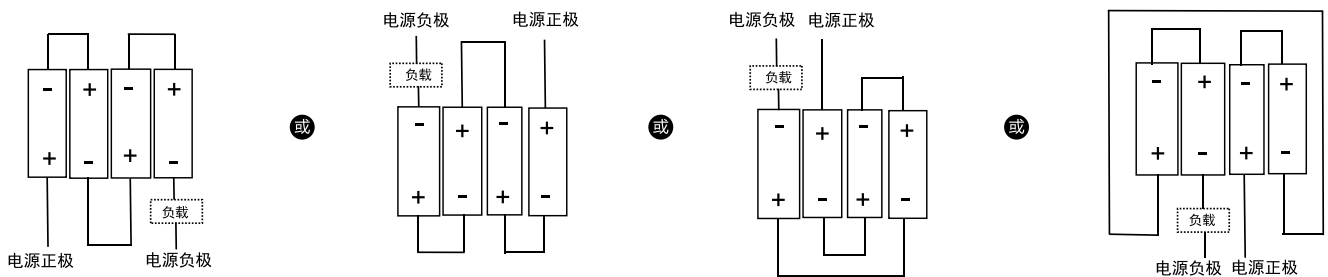 - + - +
+ - + -
负载
电源正极 电源负极
或
电源负极 电源正极
负载
- + - +
+ - + -
或
电源负极 电源正极
负载
- + - +
+ - + -
或
- + - +
+ - + -
负载
电源负极 电源正极